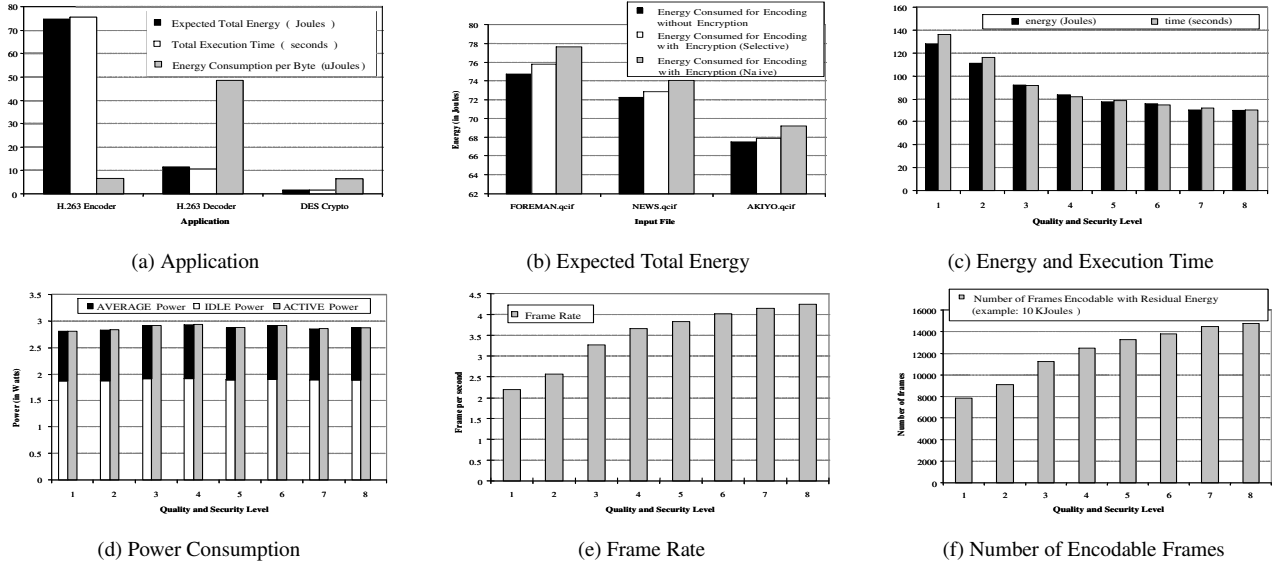 80
70
60
50
40
30
20
10
0
Expected Total Energy ( Joules )
Total Execution Time ( seconds )
Energy Consumption per Byte (uJoules)
H.263 Encoder H.263 Decoder DES Crypto
Application
(a) Application
80
78
76
74
72
70
68
66
64
62
Energy (in Joules)
Energy Consumed for Encoding
without Encryption
Energy Consumed for Encoding
with Encryption (Selective)
Energy Consumed for Encoding
with Encryption (Naive)
FOREMAN.qcif NEWS.qcif AKIYO.qcif
Input File
(b) Expected Total Energy
160
140
120
100
80
60
40
20
0
energy (Joules) time (seconds)
1 2 3 4 5 6 7 8
Quality and Security Level
(c) Energy and Execution Time
3.5
3
2.5
2
1.5
1
0.5
0
Power (in Watts)
AVERAGE Power IDLE Power ACTIVE Power
1 2 3 4 5 6 7 8
Quality and Security Level
(d) Power Consumption
4.5
4
3.5
3
2.5
2
1.5
1
0.5
0
Frame per second
Frame Rate
1 2 3 4 5 6 7 8
Quality and Security Level
(e) Frame Rate
16000
14000
12000
10000
8000
6000
4000
2000
0
Number of frames
Number of Frames Encodable with Residual Energy
(example: 10 KJoules )
1 2 3 4 5 6 7 8
Quality and Security Level
(f) Number of Encodable Frames